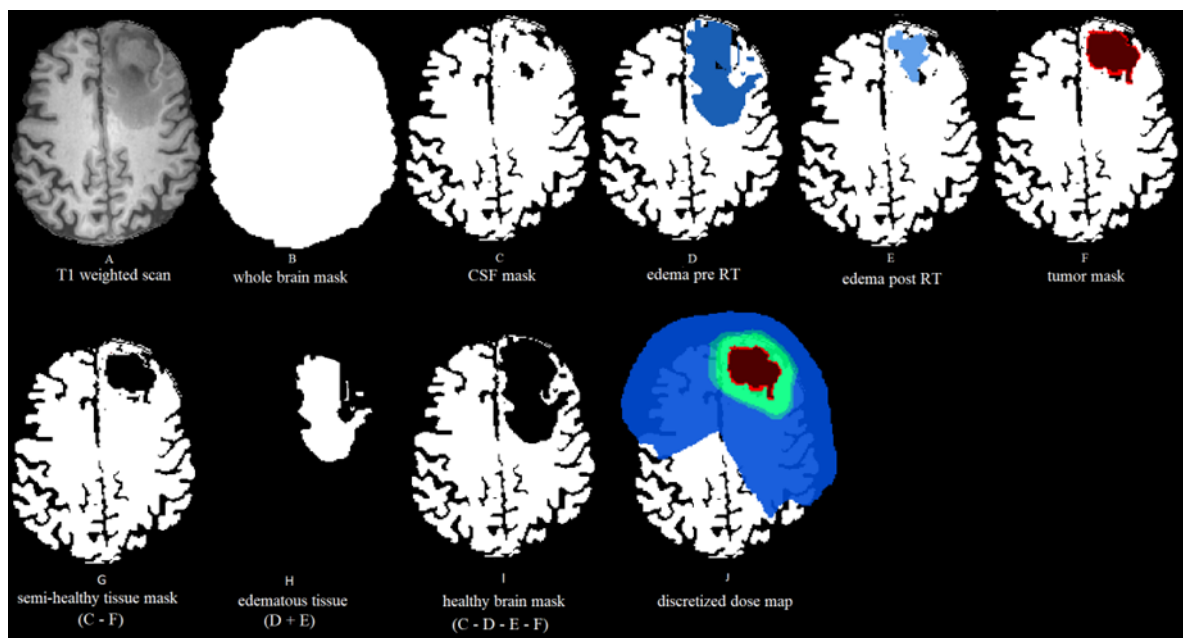 A
T1 weighted scan
B
whole brain mask
C
CSF mask
D
edema pre RT
E
edema post RT
F
tumor mask
G
semi-healthy tissue mask
(C - F)
H
edematous tissue
(D + E)
I
healthy brain mask
(C - D - E - F)
J
discretized dose map